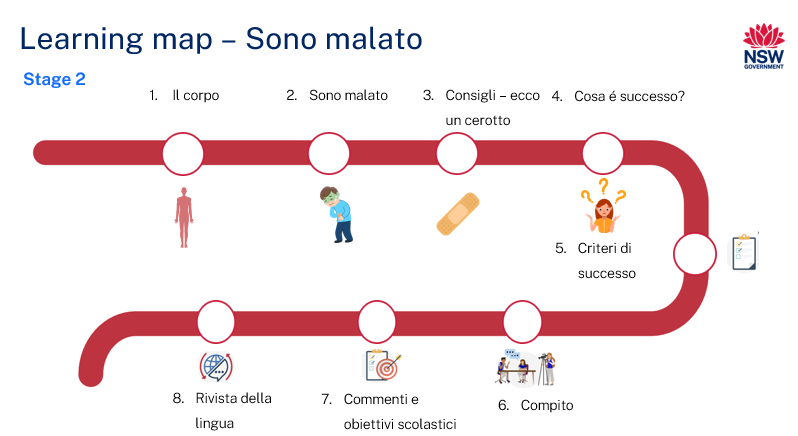 Learning map – Sono malato
NSW
GOVERNMENT
Stage 2
1. Il corpo
2. Sono malato
3. Consigli – ecco
un cerotto
4. Cosa é successo?
5. Criteri di
successo
8. Rivista della
lingua
7. Commenti e
obiettivi scolastici
6. Compito